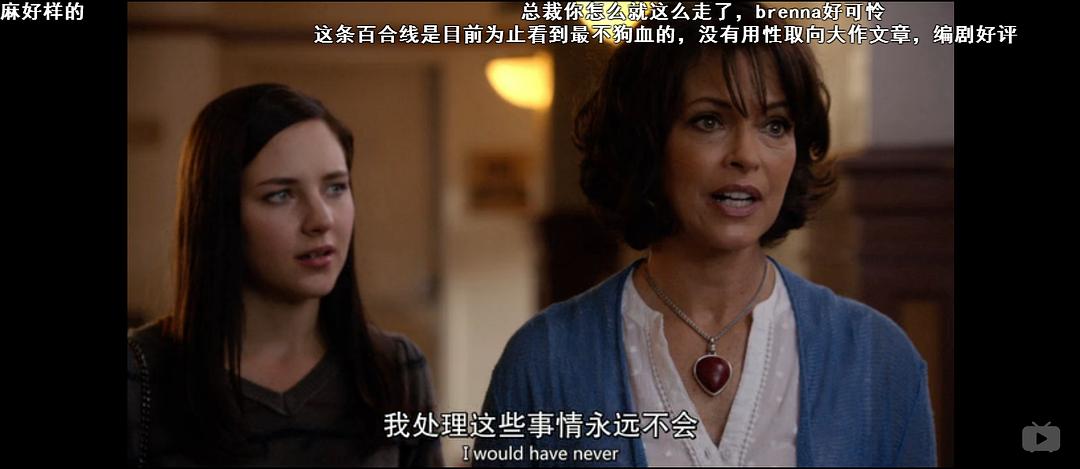 麻好样的
总裁你怎么就这么走了，brenna好可怜
这条百合线是目前为止看到最不狗血的，没有用性取向大作文章，编剧好评
我处理这些事情永远不会
I would have never